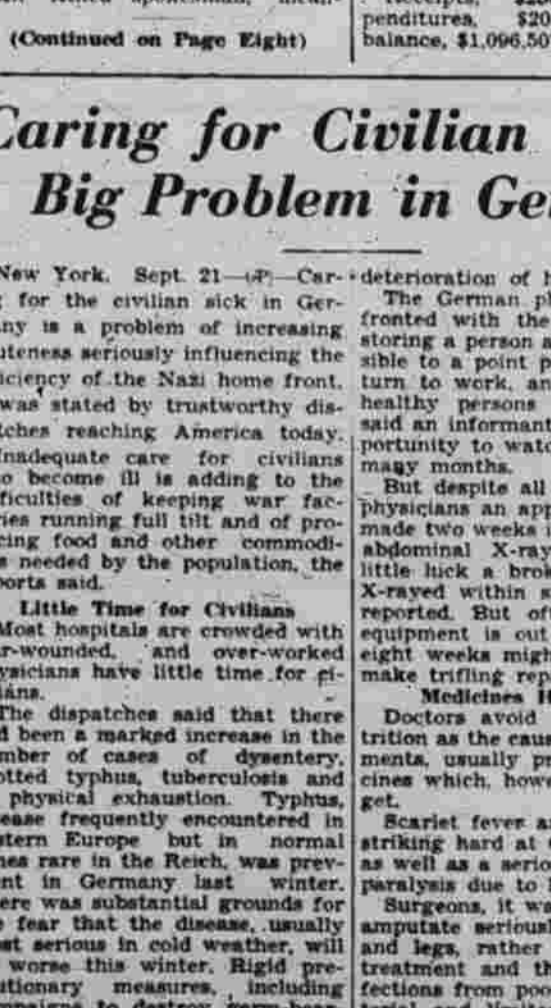 (Continued on Page Eight)
penditures, $20
balance, $1,096,50
Caring for Civilian
Big Problem in Ge
New York, Sept. 21—(AP)—Car-
for the civilian sick in Ger-
ny is a problem of increasing
uteness seriously influencing the
iciency of the Nazi home front,
was stated by trustworthy dis-
tches reaching America today.
Inadequate care for civilians
o become ill is adding to the
ficulties of keeping war fac-
ries running full tilt and of pro-
cing food and other commodi-
s needed by the population, the
ports said.
Little Time for Civilians
Most hospitals are crowded with
r-wounded, and over-worked
ysicians have little time for ci-
ians.
The dispatches said that there
d been a marked increase in the
mber of cases of dysentery,
otted typhus, tuberculosis and
physical exhaustion. Typhus,
ease frequently encountered in
stern Europe but in normal
es rare in the Reich, was prev-
nt in Germany last winter.
ere was substantial grounds for
fear that the disease, usually
st serious in cold weather, will
worse this winter. Rigid pre-
utionary measures, including
deterioration of
The German ph
fronted with the
storing a person a
sible to a point p
turn to work, an
healthy persons
said an informant
portunity to watc
many months.
But despite all
physicians an app
made two weeks
abdominal X-ray
little luck a brok
X-rayed within s
reported. But of
equipment is out
eight weeks migh
make trifling rep
Medicines
Doctors avoid
trition as the caus
ments, usually pr
cines which, howe
get.
Scarlet fever a
striking hard at
as well as a serio
paralysis due to
Surgeons, it wa
amputate serious
and legs, rather
treatment and th
fections from poo